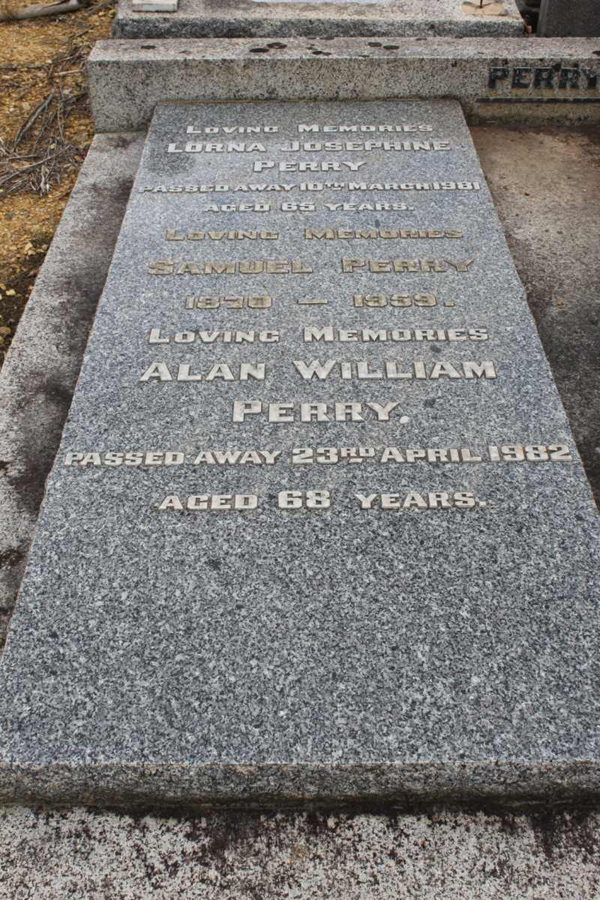 PERRY
LOVING MEMORIES
LORNA JOSEPHINE
PERRY
PASSED AWAY 10TH MARCH 1981
AGED 65 YEARS.
LOVING MEMORIES
SAMUEL PERRY
1870 — 1959.
LOVING MEMORIES
ALAN WILLIAM
PERRY.
PASSED AWAY 23RD APRIL 1982
AGED 68 YEARS.